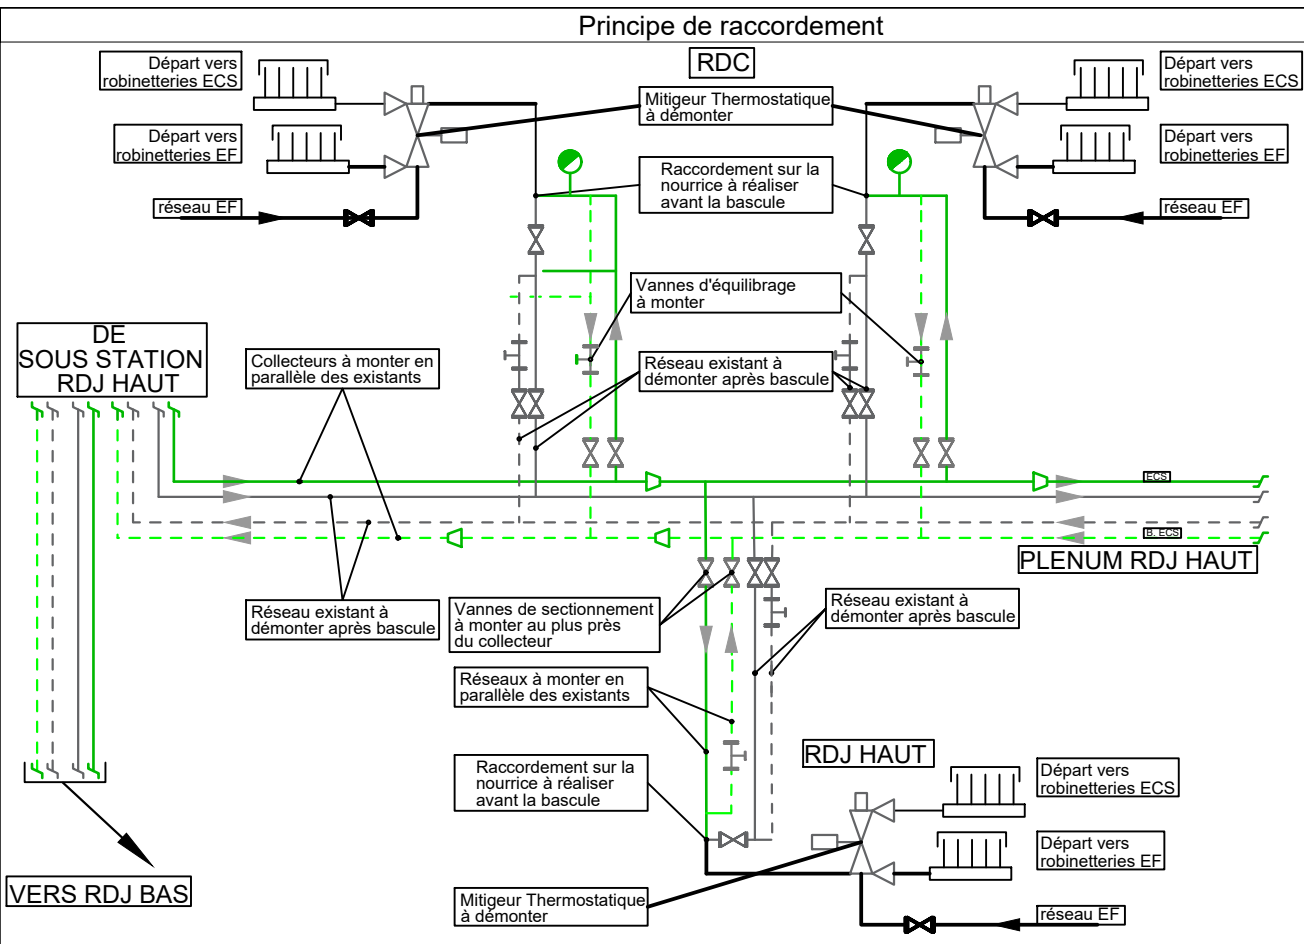 Principe de raccordement
RDC
Départ vers
robinetteries ECS
Départ vers
robinetteries EF
réseau EF
Mitigeur Thermostatique
à démonter
Départ vers
robinetteries ECS
Départ vers
robinetteries EF
réseau EF
Raccordement sur la
nourrice à réaliser
avant la bascule
Vannes d'équilibrage
à monter
DE
SOUS STATION
RDJ HAUT
Collecteurs à monter en
parallèle des existants
Réseau existant à
démonter après bascule
ECS
B. ECS
PLENUM RDJ HAUT
Réseau existant à
démonter après bascule
Vannes de sectionnement
à monter au plus près
du collecteur
Réseau existant à
démonter après bascule
Réseaux à monter en
parallèle des existants
RDJ HAUT
Raccordement sur la
nourrice à réaliser
avant la bascule
Départ vers
robinetteries ECS
Départ vers
robinetteries EF
VERS RDJ BAS
Mitigeur Thermostatique
à démonter
réseau EF